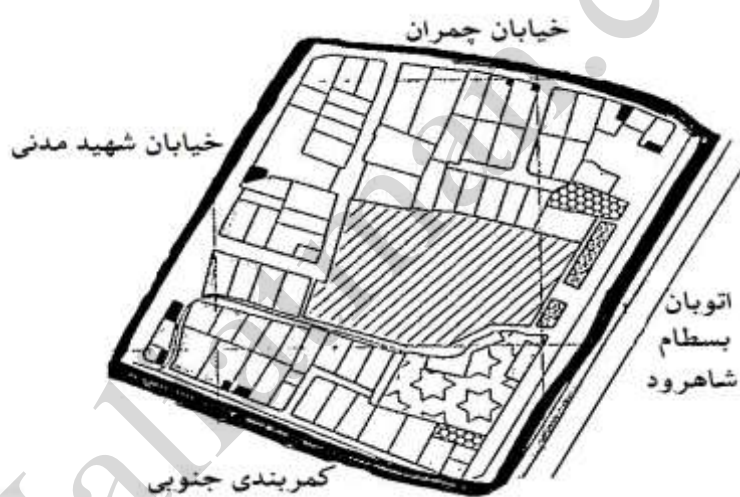 خیابان چمران
خیابان شهید مدنی
اتوبان
بسطام
شاهرود
کمربندی جنوبی